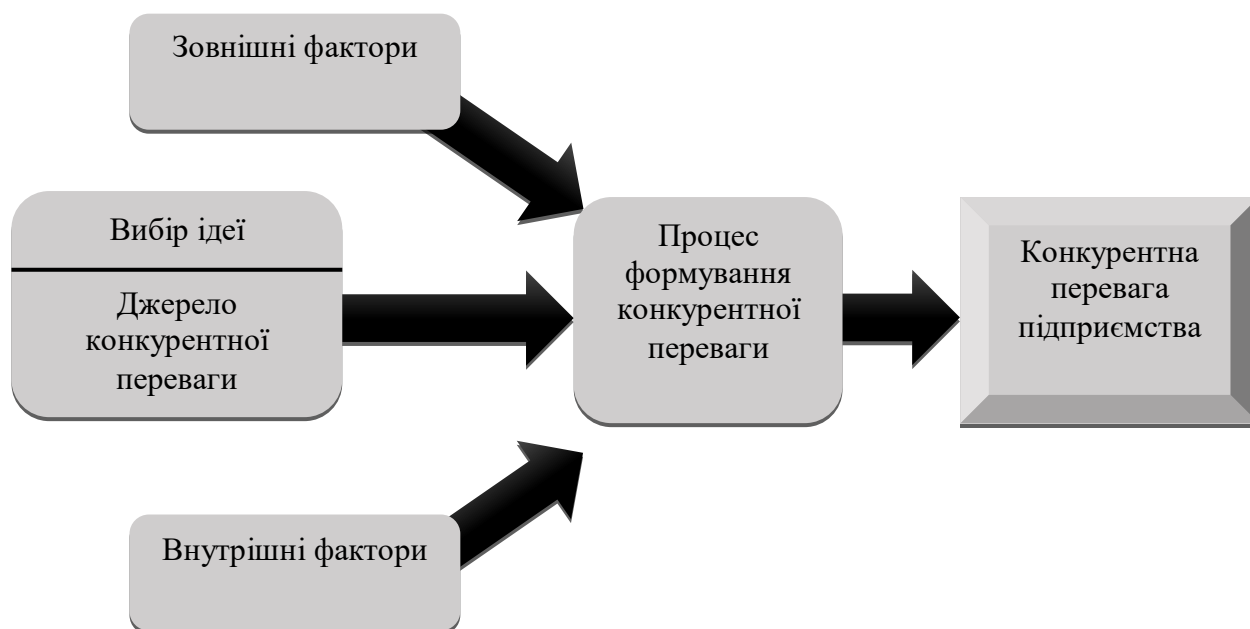 Зовнішні фактори
Вибір ідеї
Джерело
конкурентної
переваги
Процес
формування
конкурентної
переваги
Конкурентна
перевага
підприємства
Внутрішні фактори